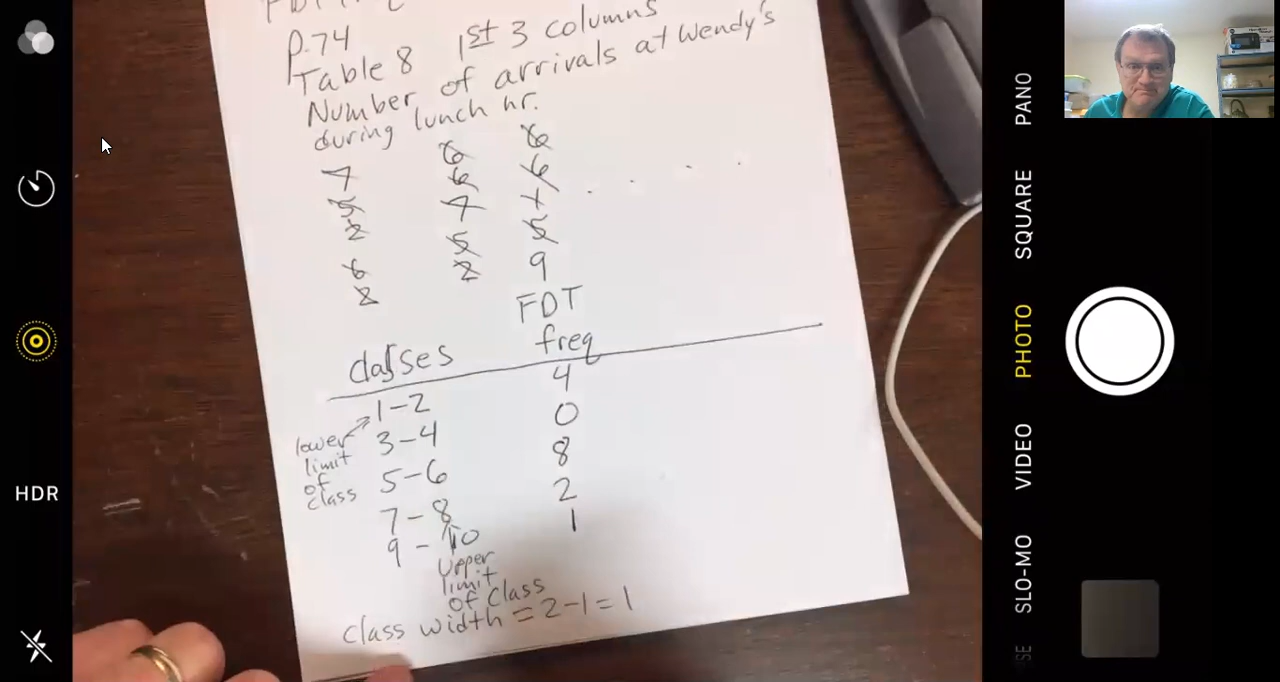 p.74 1st 3 columns
Table 8
Number of arrivals at Wendy's
during lunch hr.
7 6 6
5 6 6
2 7 1
6 5 5
2 2 9
FDT
classes freq
1-2 4
3-4 0
5-6 8
7-8 2
9-10 1
lower
limit
of
class
Upper
limit
of Class
class width = 2-1=1
HDR
PANO
SQUARE
PHOTO
VIDEO
SLO-MO
SE